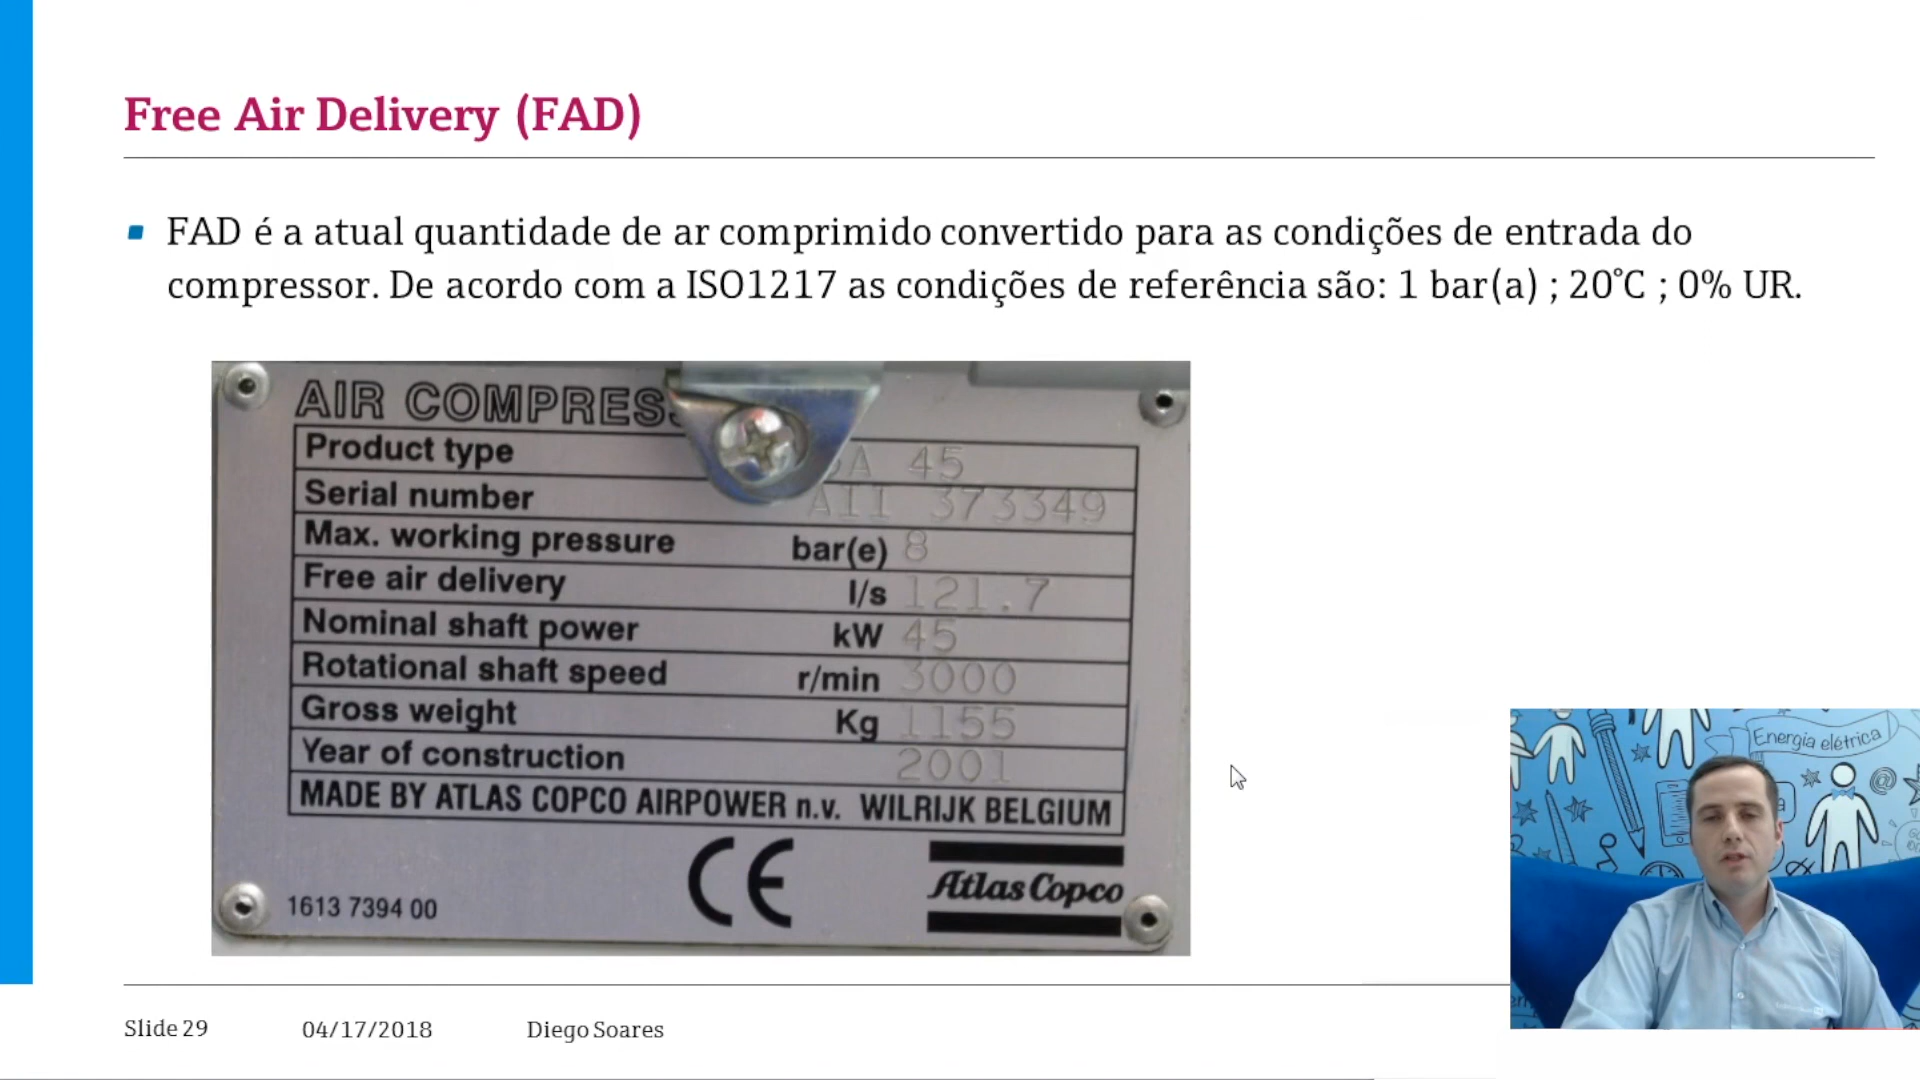 Free Air Delivery (FAD)
FAD é a atual quantidade de ar comprimido convertido para as condições de entrada do
compressor. De acordo com a ISO1217 as condições de referência são: 1 bar(a) ; 20°C ; 0% UR.
AIR COMPRES
Product type A 45
Serial number AII 373349
Max. working pressure bar(e) 8
Free air delivery l/s 121.7
Nominal shaft power kW 45
Rotational shaft speed r/min 3000
Gross weight Kg 1155
Year of construction 2001
MADE BY ATLAS COPCO AIRPOWER n.v. WILRIJK BELGIUM
CE
Atlas Copco
1613 7394 00
Energia elétrica
Slide 29 04/17/2018 Diego Soares